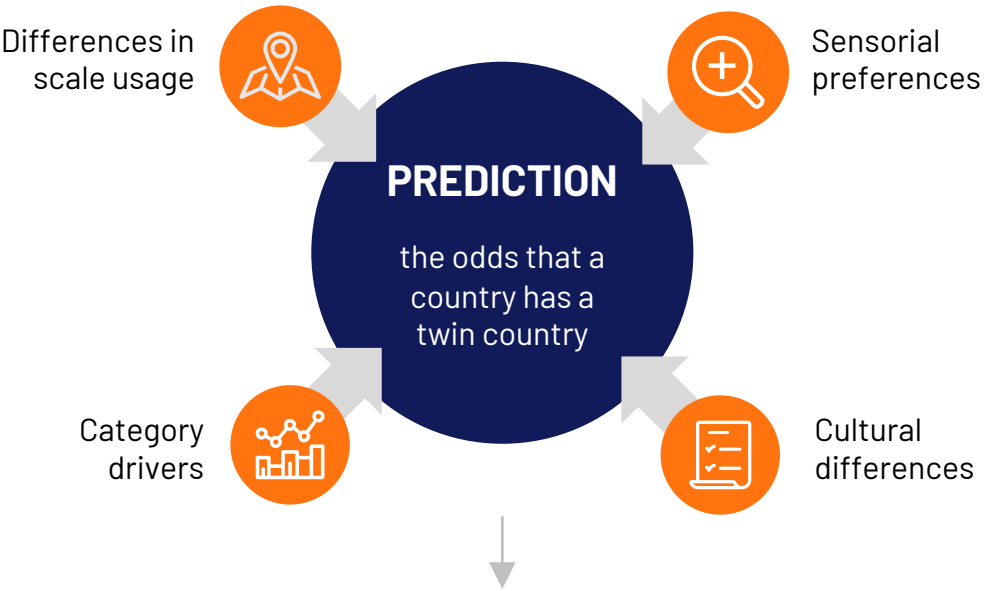 Differences in
scale usage
Sensorial
preferences
PREDICTION
the odds that a
country has a
twin country
Category
drivers
Cultural
differences